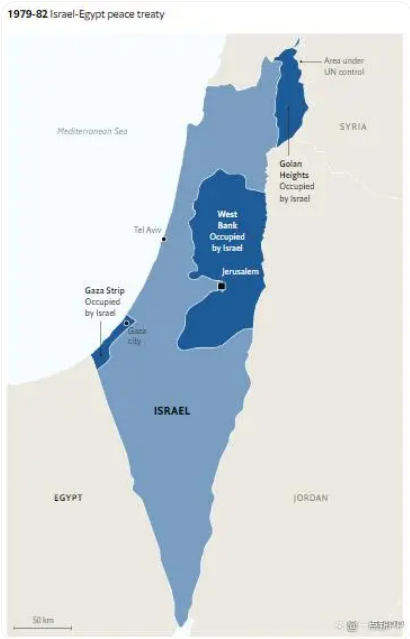 1979-82 Israel-Egypt peace treaty
Area under
UN control
Mediterranean Sea
SYRIA
Golan
Heights
Occupied
by Israel
West
Bank
Occupied
by Israel
Tel Aviv
Jerusalem
Gaza Strip
Occupied
by Israel
Gaza
city
ISRAEL
EGYPT
JORDAN
50 km